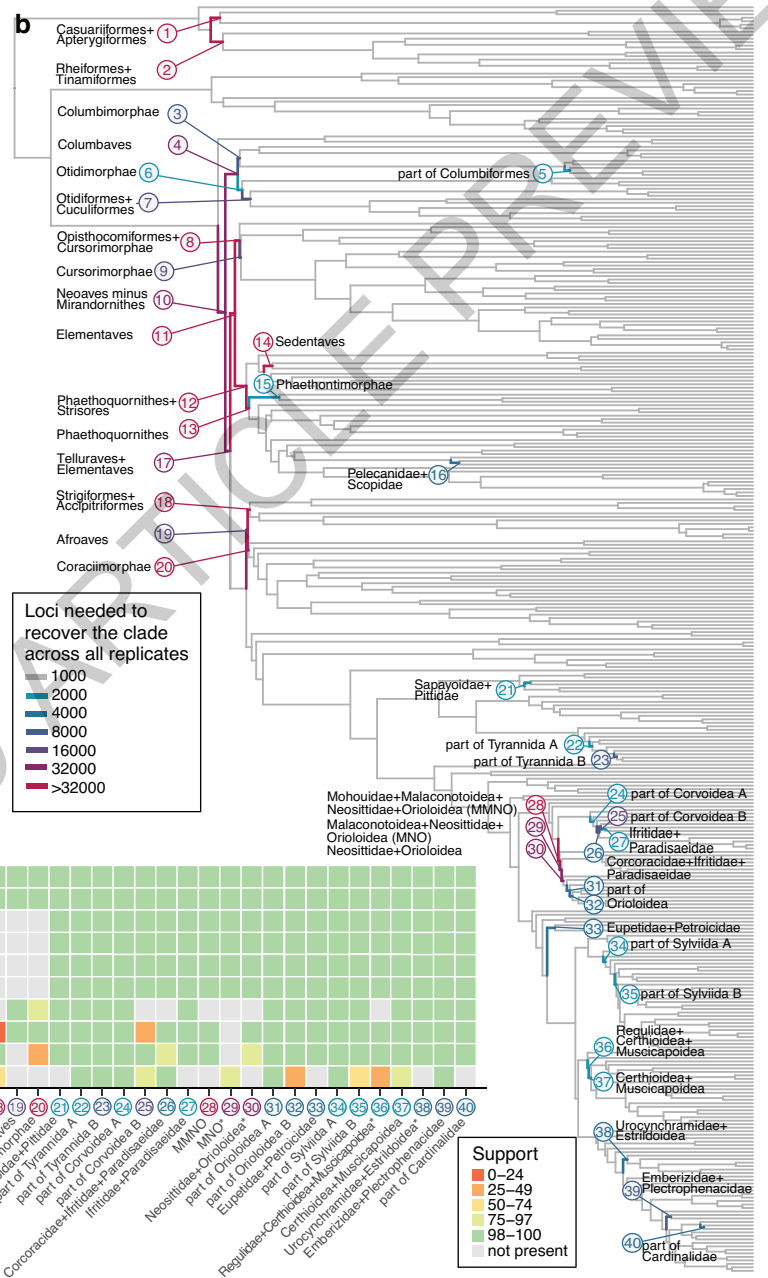 b
Casuariiformes+
Apterygiformes
1
Rheiformes+
Tinamiformes
2
Columbimorphae
3
Columbaves
4
part of Columbiformes
5
Otidimorphae
6
Otidiformes+
Cuculiformes
7
Opisthocomiformes+
Cursorimorphae
8
Cursorimorphae
9
Neoaves minus
Mirandornithes
10
Elementaves
11
14
Sedentaves
15
Phaethontimorphae
Phaethoquornithes+
Strisores
12
Phaethoquornithes
13
Telluraves+
Elementaves
17
Pelecanidae+
Scopidae
16
Strigiformes+
Accipitriformes
18
Afroaves
19
Coraciimorphae
20
Loci needed to
recover the clade
across all replicates
1000
2000
4000
8000
16000
32000
>32000
Sapayoidae+
Pittidae
21
part of Tyrannida A
22
part of Tyrannida B
23
Mohouidae+Malaconotoidea+
Neosittidae+Orioloidea (MMNO)
28
Malaconotoidea+Neosittidae+
Orioloidea (MNO)
29
Neosittidae+Orioloidea
30
24
part of Corvoidea A
25
part of Corvoidea B
27
Ifritidae+
Paradisaeidae
26
Corcoracidae+Ifritidae+
Paradisaeidae
31
part of
32
Orioloidea
33
Eupetidae+Petroicidae
34
part of Sylviida A
35
part of Sylviida B
36
Regulidae+
Certhioidea+
Muscicapoidea
37
Certhioidea+
Muscicapoidea
38
Urocynchramidae+
Estrildoidea
39
Emberizidae+
Plectrophenacidae
40
part of
Cardinalidae
19 20 21 22 23 24 25 26 27 28 29 30 31 32 33 34 35 36 37 38 39 40
part of Tyrannida A
part of Tyrannida B
part of Corvoidea A
part of Corvoidea B
Corcoracidae+Ifritidae+Paradisaeidae
Ifritidae+Paradisaeidae
MMNO
MNO*
Neosittidae+Orioloidea*
part of Orioloidea A
part of Orioloidea B
Eupetidae+Petroicidae
part of Sylviida A
part of Sylviida B
Regulidae+Certhioidea+Muscicapoidea*
Certhioidea+Muscicapoidea
Urocynchramidae+Estrildoidea*
Emberizidae+Plectrophenacidae
part of Cardinalidae
Support
0–24
25–49
50–74
75–97
98–100
not present
ARTICLE PREVIEW